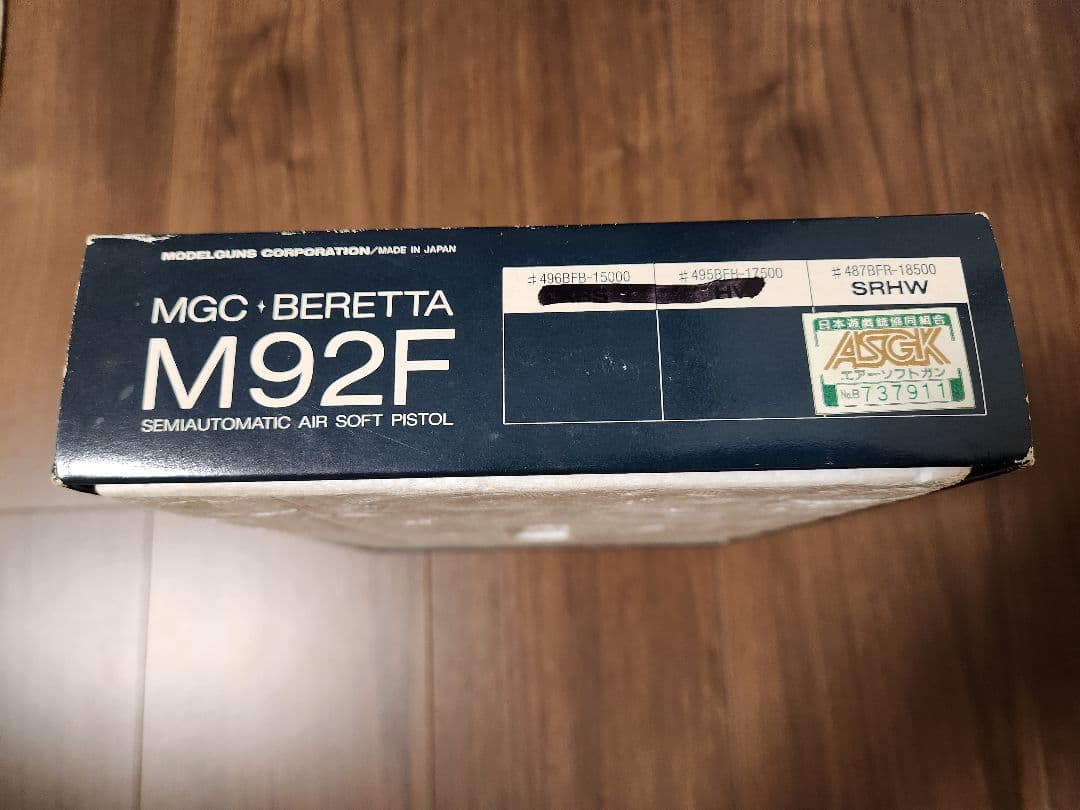 MODELGUNS CORPORATION/MADE IN JAPAN
MGC BERETTA
M92F
SEMIAUTOMATIC AIR SOFT PISTOL
#496BFB-15000
#495BFH-17500
HW
#487BFR-18500
SRHW
日本遊戯銃協同組合
ASGK
エアーソフトガン
No.B 737911